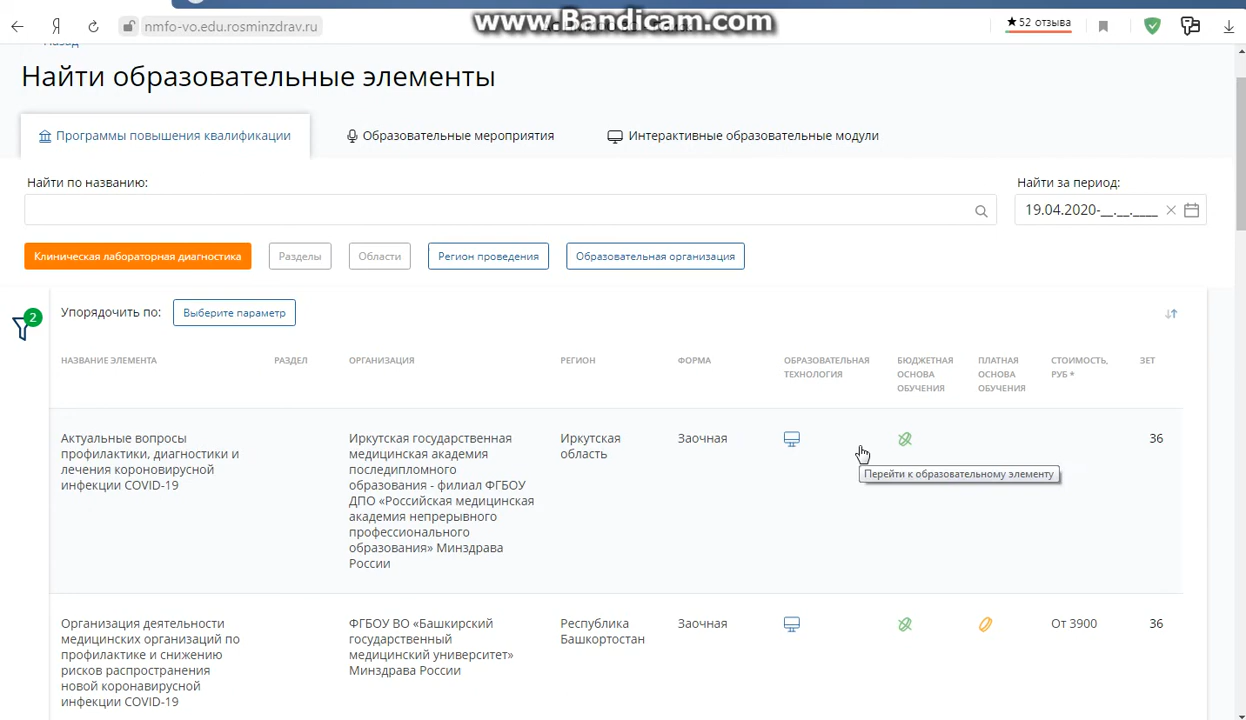 www.Bandicam.com
nmfo-vo.edu.rosminzdrav.ru
★52 отзыва
Назад
Найти образовательные элементы
Программы повышения квалификации
Образовательные мероприятия
Интерактивные образовательные модули
Найти по названию:
Найти за период:
19.04.2020-__.__.____
Клиническая лабораторная диагностика
Разделы
Области
Регион проведения
Образовательная организация
2
Упорядочить по:
Выберите параметр
НАЗВАНИЕ ЭЛЕМЕНТА
РАЗДЕЛ
ОРГАНИЗАЦИЯ
РЕГИОН
ФОРМА
ОБРАЗОВАТЕЛЬНАЯ
ТЕХНОЛОГИЯ
БЮДЖЕТНАЯ
ОСНОВА
ОБУЧЕНИЯ
ПЛАТНАЯ
ОСНОВА
ОБУЧЕНИЯ
СТОИМОСТЬ,
РУБ *
ЗЕТ
Актуальные вопросы
профилактики, диагностики и
лечения короновирусной
инфекции COVID-19
Иркутская государственная
медицинская академия
последипломного
образования - филиал ФГБОУ
ДПО «Российская медицинская
академия непрерывного
профессионального
образования» Минздрава
России
Иркутская
область
Заочная
36
Перейти к образовательному элементу
Организация деятельности
медицинских организаций по
профилактике и снижению
рисков распространения
новой коронавирусной
инфекции COVID-19
ФГБОУ ВО «Башкирский
государственный
медицинский университет»
Минздрава России
Республика
Башкортостан
Заочная
От 3900
36